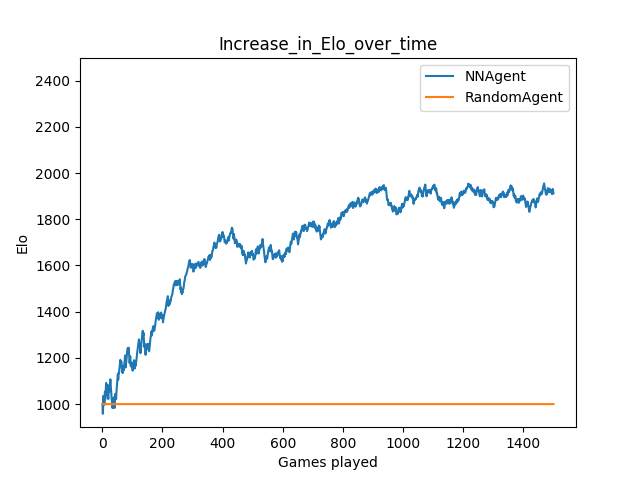 Increase_in_Elo_over_time
NNAgent
RandomAgent
2400
2200
2000
1800
1600
1400
1200
1000
Elo
0 200 400 600 800 1000 1200 1400
Games played